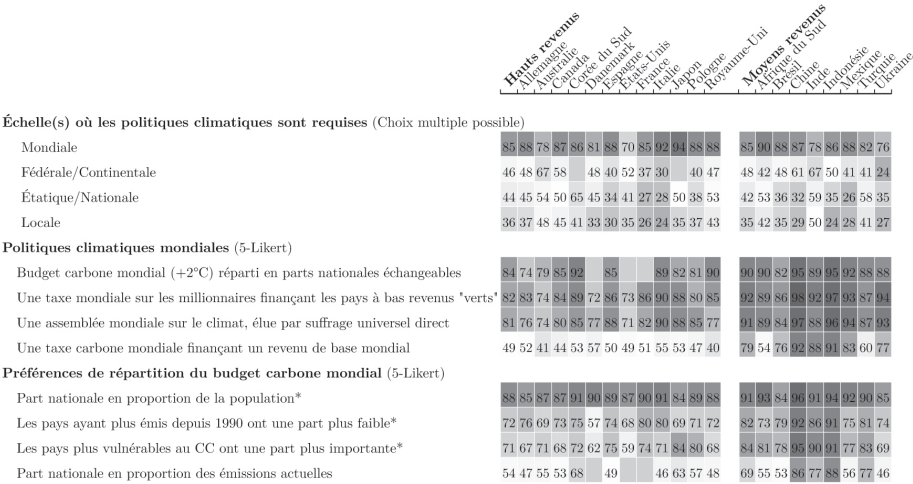 Hauts revenus
Allemagne
Australie
Canada
Corée du Sud
Danemark
Espagne
États-Unis
France
Italie
Japon
Pologne
Royaume-Uni
Moyens revenus
Afrique du Sud
Brésil
Chine
Inde
Indonésie
Mexique
Turquie
Ukraine
Échelle(s) où les politiques climatiques sont requises (Choix multiple possible)
Mondiale 85 88 78 87 86 81 88 70 85 92 94 88 88 85 90 88 87 78 86 88 82 76
Fédérale/Continentale 46 48 67 58 48 40 52 37 30 40 47 48 42 48 61 67 50 41 41 24
Étatique/Nationale 44 45 54 50 65 45 34 41 27 28 50 38 53 42 53 36 32 59 35 26 58 35
Locale 36 37 48 45 41 33 30 35 26 24 35 37 43 35 42 35 29 50 24 28 41 27
Politiques climatiques mondiales (5-Likert)
Budget carbone mondial (+2°C) réparti en parts nationales échangeables 84 74 79 85 92 85 89 82 81 90 90 90 82 95 89 95 92 88 88
Une taxe mondiale sur les millionnaires finançant les pays à bas revenus "verts" 82 83 74 84 89 72 86 73 86 90 88 80 85 92 89 86 98 92 97 93 87 94
Une assemblée mondiale sur le climat, élue par suffrage universel direct 81 76 74 80 85 77 88 71 82 90 88 85 77 91 89 84 97 88 96 94 87 93
Une taxe carbone mondiale finançant un revenu de base mondial 49 52 41 44 53 57 50 49 51 55 53 47 40 79 54 76 92 88 91 83 60 77
Préférences de répartition du budget carbone mondial (5-Likert)
Part nationale en proportion de la population* 88 85 87 87 91 90 89 87 90 91 84 89 88 91 93 84 96 91 94 92 90 85
Les pays ayant plus émis depuis 1990 ont une part plus faible* 72 76 69 73 75 57 74 68 80 80 69 71 72 82 73 79 92 86 91 75 81 74
Les pays plus vulnérables au CC ont une part plus importante* 71 67 71 68 72 62 75 59 74 71 84 80 68 84 81 78 95 90 91 77 83 69
Part nationale en proportion des émissions actuelles 54 47 55 53 68 49 46 63 57 48 69 55 53 86 77 88 56 77 46